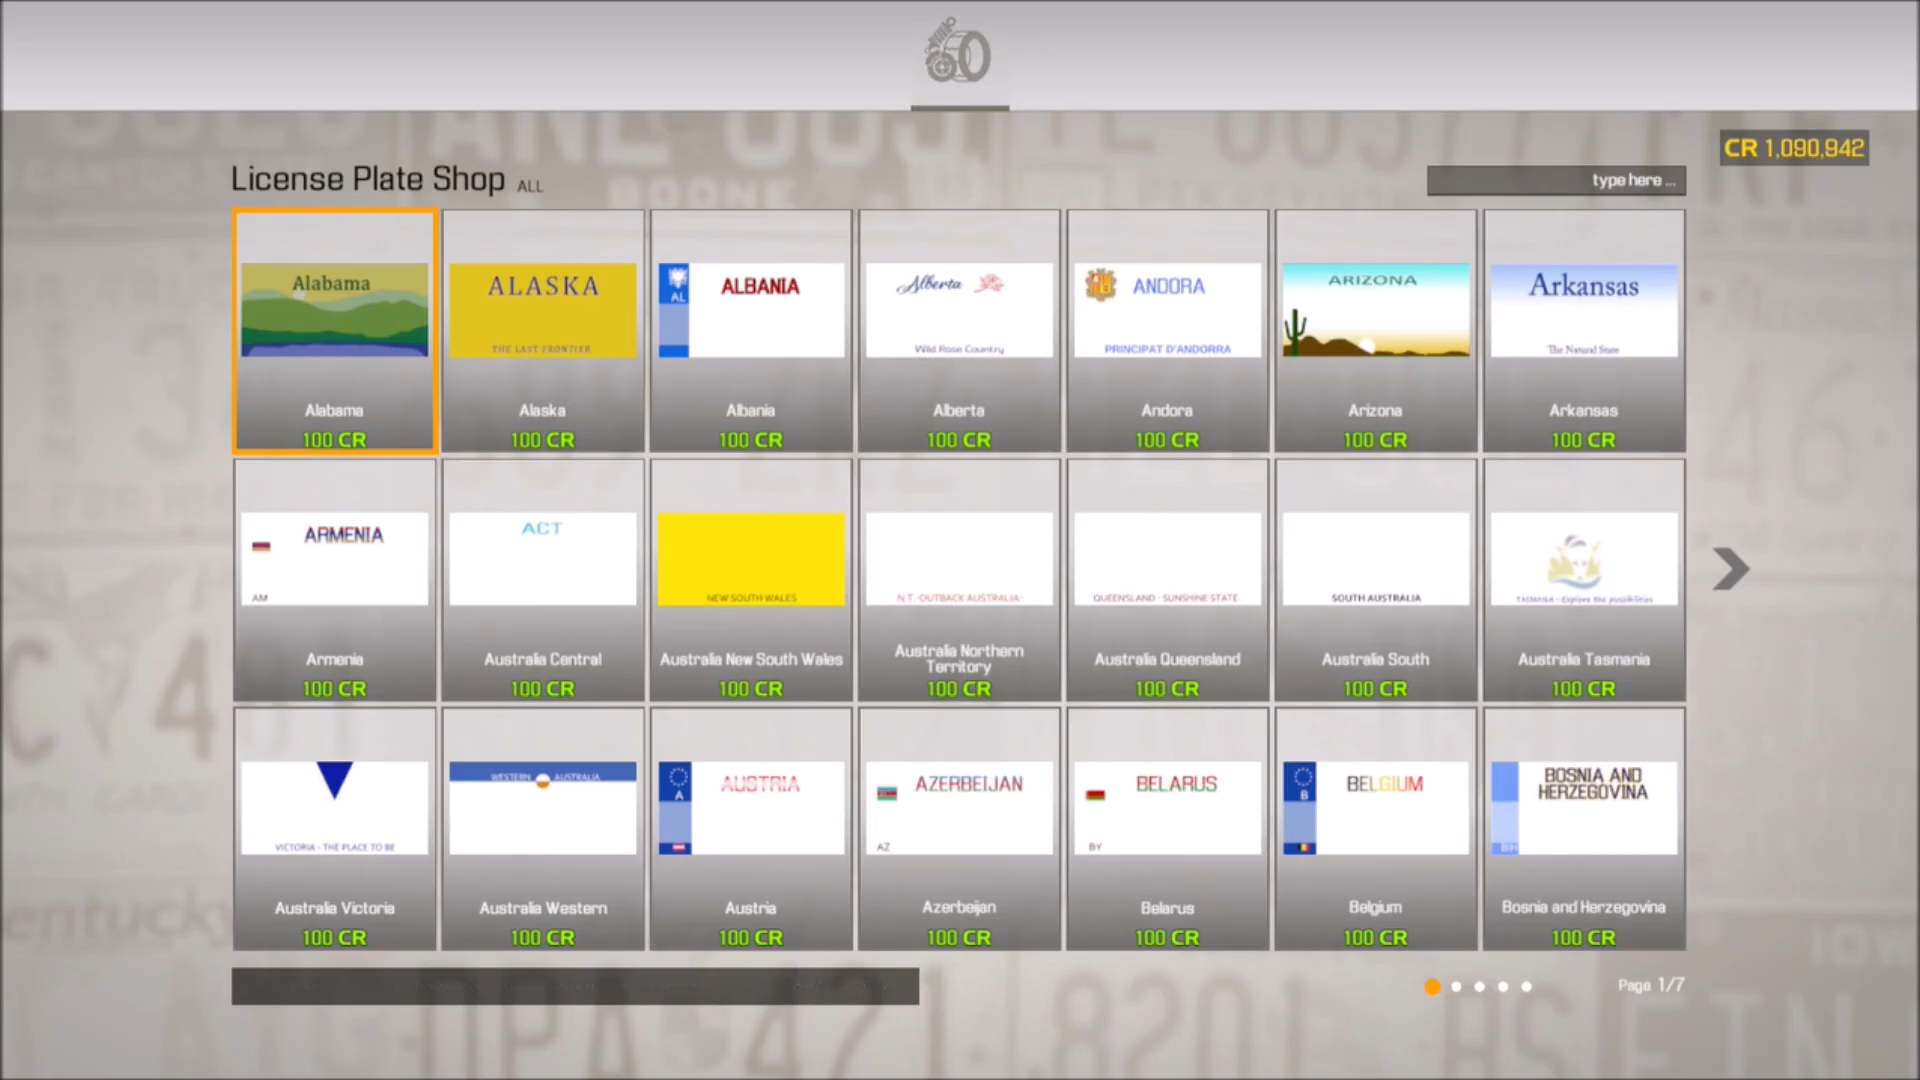 CR 1,090,942
License Plate Shop ALL
type here ...
Alabama
ALASKA
THE LAST FRONTIER
AL
ALBANIA
Alberta
Wild Rose Country
ANDORA
PRINCIPAT D'ANDORRA
ARIZONA
Arkansas
The Natural State
Alabama
Alaska
Albania
Alberta
Andora
Arizona
Arkansas
100 CR
100 CR
100 CR
100 CR
100 CR
100 CR
100 CR
ARMENIA
AM
ACT
NEW SOUTH WALES
N.T. ·OUTBACK AUSTRALIA·
QUEENSLAND · SUNSHINE STATE
SOUTH AUSTRALIA
TASMANIA - Explore the possibilities
Armenia
Australia Central
Australia New South Wales
Australia Northern
Territory
Australia Queensland
Australia South
Australia Tasmania
100 CR
100 CR
100 CR
100 CR
100 CR
100 CR
100 CR
VICTORIA - THE PLACE TO BE
WESTERN AUSTRALIA
A
AUSTRIA
AZERBEIJAN
AZ
BELARUS
BY
B
BELGIUM
BOSNIA AND
HERZEGOVINA
BIH
Australia Victoria
Australia Western
Austria
Azerbeijan
Belarus
Belgium
Bosnia and Herzegovina
100 CR
100 CR
100 CR
100 CR
100 CR
100 CR
100 CR
Page 1/7